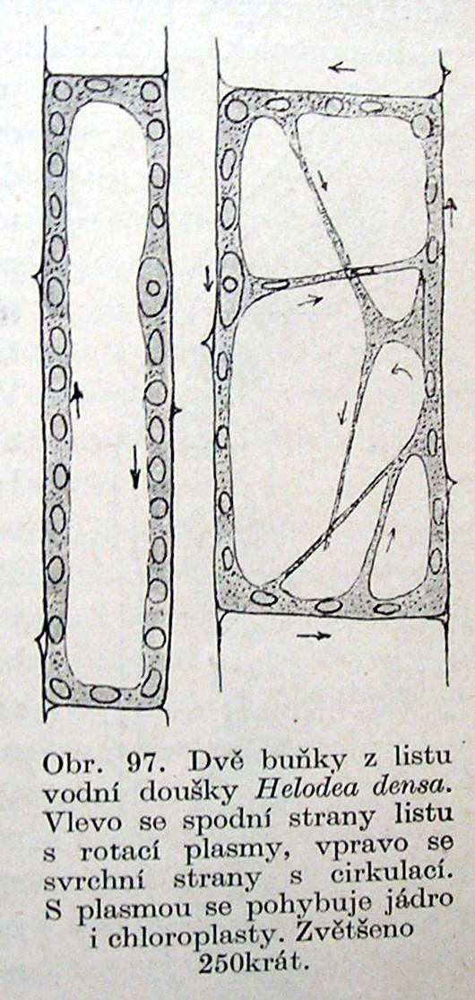 Obr. 97. Dvě buňky z listu
vodní doušky Helodea densa.
Vlevo se spodní strany listu
s rotací plasmy, vpravo se
svrchní strany s cirkulací.
S plasmou se pohybuje jádro
i chloroplasty. Zvětšeno
250krát.